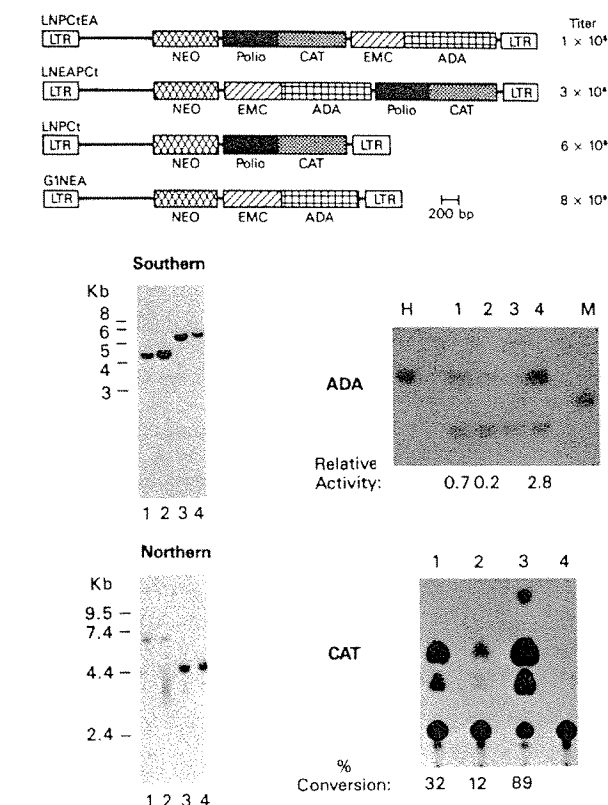 LNPCtEA
Titer
LTR LTR
NEO Polio CAT EMC ADA
1 ×
LNEAPCt
LTR LTR
NEO EMC ADA Polio CAT
3 ×
LNPCt
LTR LTR
NEO Polio CAT
6 ×
G1NEA
LTR LTR
NEO EMC ADA
200 bp
8 ×
Southern
Kb
8
6
5
4
3
1 2 3 4
H 1 2 3 4 M
ADA
Relative
Activity: 0.7 0.2 2.8
Northern
Kb
9.5
7.4
4.4
2.4
1 2 3 4
1 2 3 4
CAT
%
Conversion: 32 12 89